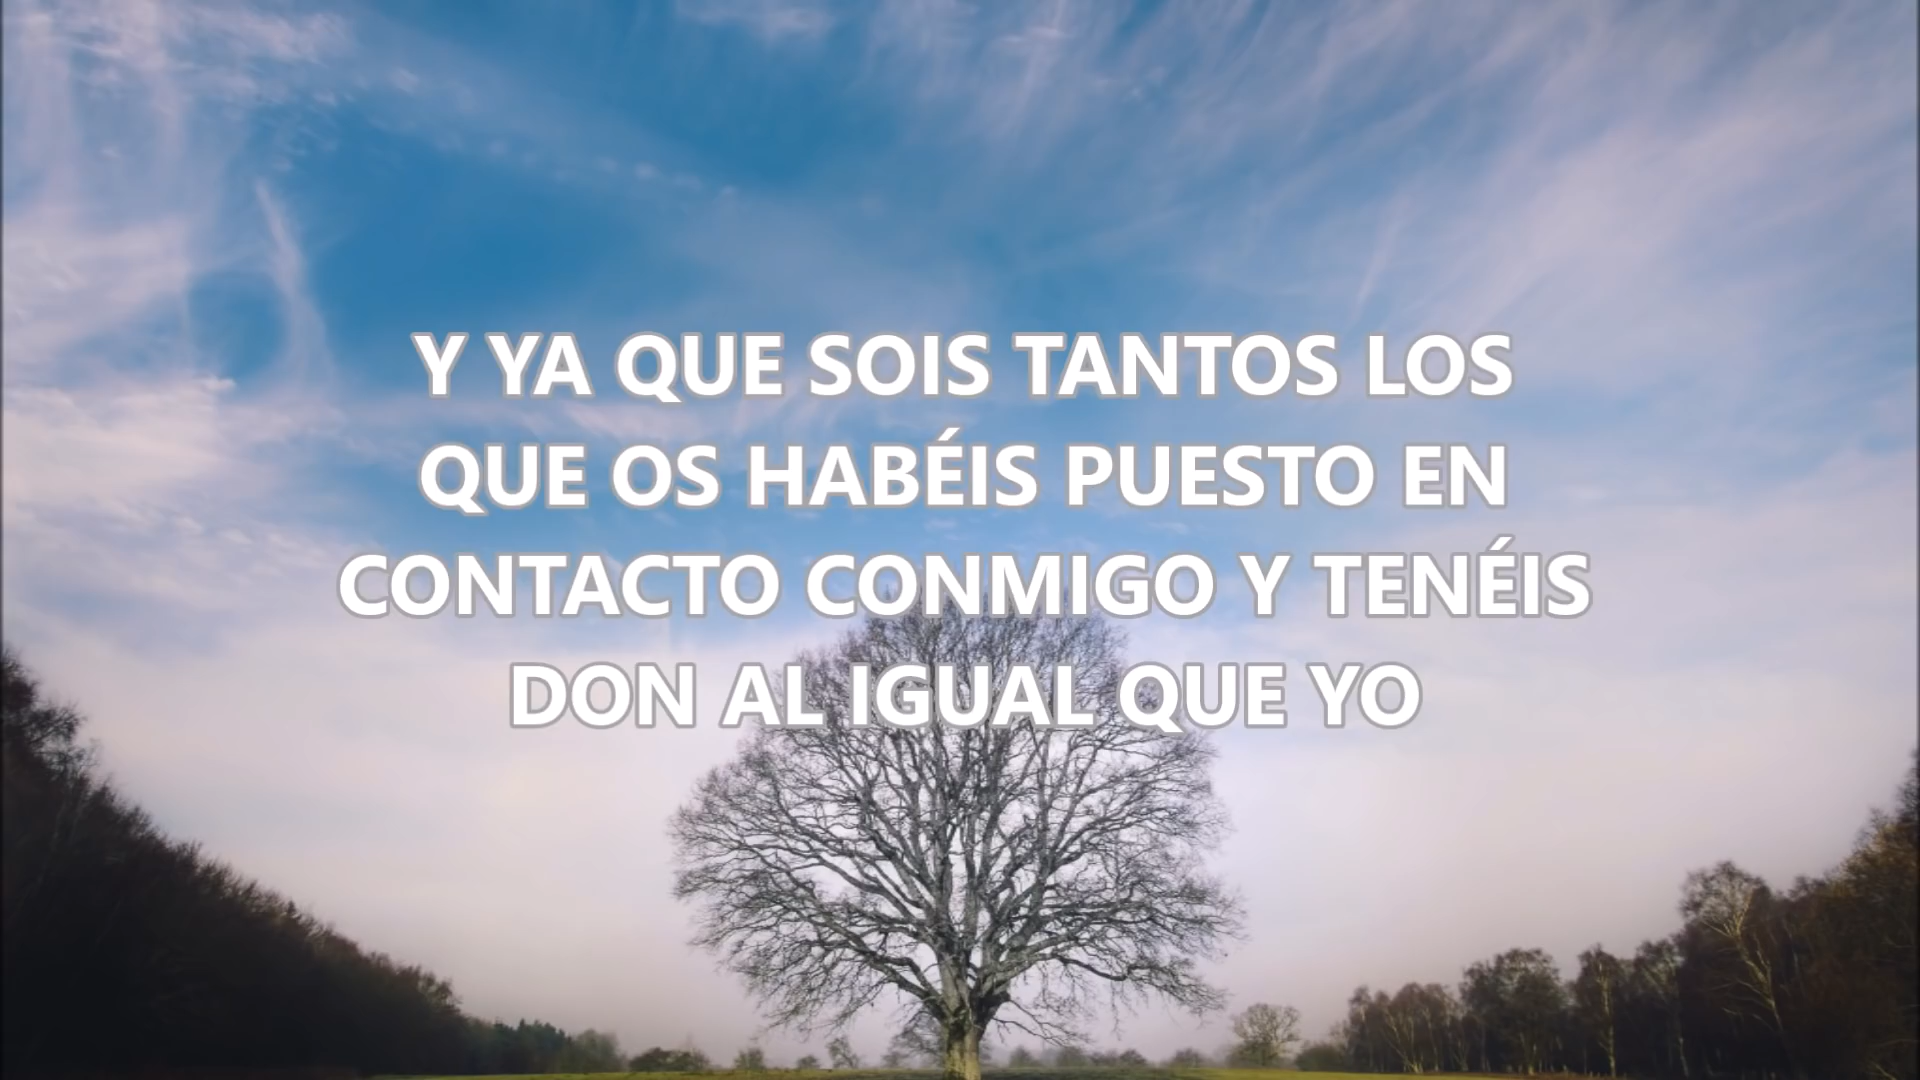 Y YA QUE SOIS TANTOS LOS
QUE OS HABÉIS PUESTO EN
CONTACTO CONMIGO Y TENÉIS
DON AL IGUAL QUE YO